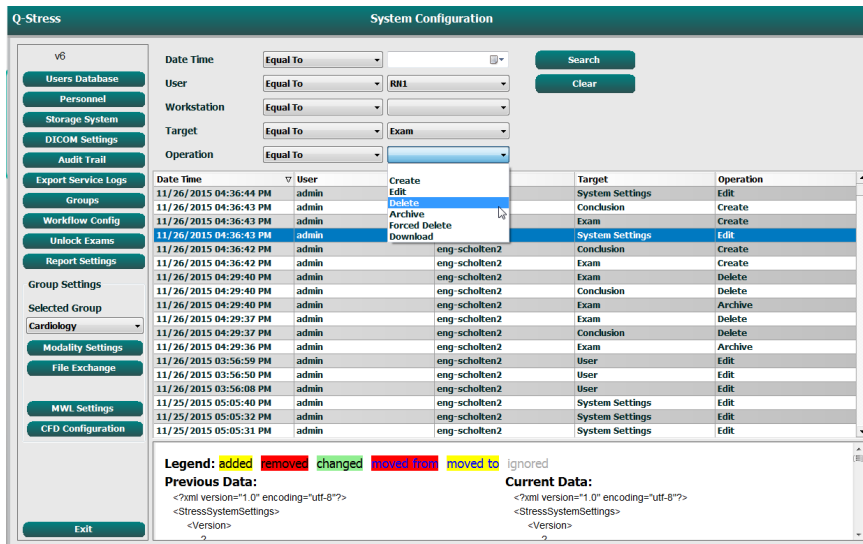 Q-Stress System Configuration
v6
Users Database
Personnel
Storage System
DICOM Settings
Audit Trail
Export Service Logs
Groups
Workflow Config
Unlock Exams
Report Settings
Group Settings
Selected Group
Cardiology
Modality Settings
File Exchange
MWL Settings
CFD Configuration
Exit
Date Time Equal To Search
User Equal To RN1 Clear
Workstation Equal To
Target Equal To Exam
Operation Equal To
Create
Edit
Delete
Archive
Forced Delete
Download
Date Time User Target Operation
11/26/2015 04:36:44 PM admin System Settings Edit
11/26/2015 04:36:43 PM admin Conclusion Create
11/26/2015 04:36:43 PM admin Exam Create
11/26/2015 04:36:43 PM admin System Settings Edit
11/26/2015 04:36:42 PM admin eng-scholten2 Conclusion Create
11/26/2015 04:36:42 PM admin eng-scholten2 Exam Create
11/26/2015 04:29:40 PM admin eng-scholten2 Exam Delete
11/26/2015 04:29:40 PM admin eng-scholten2 Conclusion Delete
11/26/2015 04:29:40 PM admin eng-scholten2 Exam Archive
11/26/2015 04:29:37 PM admin eng-scholten2 Exam Delete
11/26/2015 04:29:37 PM admin eng-scholten2 Conclusion Delete
11/26/2015 04:29:36 PM admin eng-scholten2 Exam Archive
11/26/2015 03:56:59 PM admin eng-scholten2 User Edit
11/26/2015 03:56:50 PM admin eng-scholten2 User Edit
11/26/2015 03:56:08 PM admin eng-scholten2 User Edit
11/25/2015 05:05:40 PM admin eng-scholten2 System Settings Edit
11/25/2015 05:05:32 PM admin eng-scholten2 System Settings Edit
11/25/2015 05:05:31 PM admin eng-scholten2 System Settings Edit
Legend: added removed changed moved from moved to ignored
Previous Data: Current Data:
<?xml version="1.0" encoding="utf-8"?> <?xml version="1.0" encoding="utf-8"?>
<StressSystemSettings> <StressSystemSettings>
<Version> <Version>